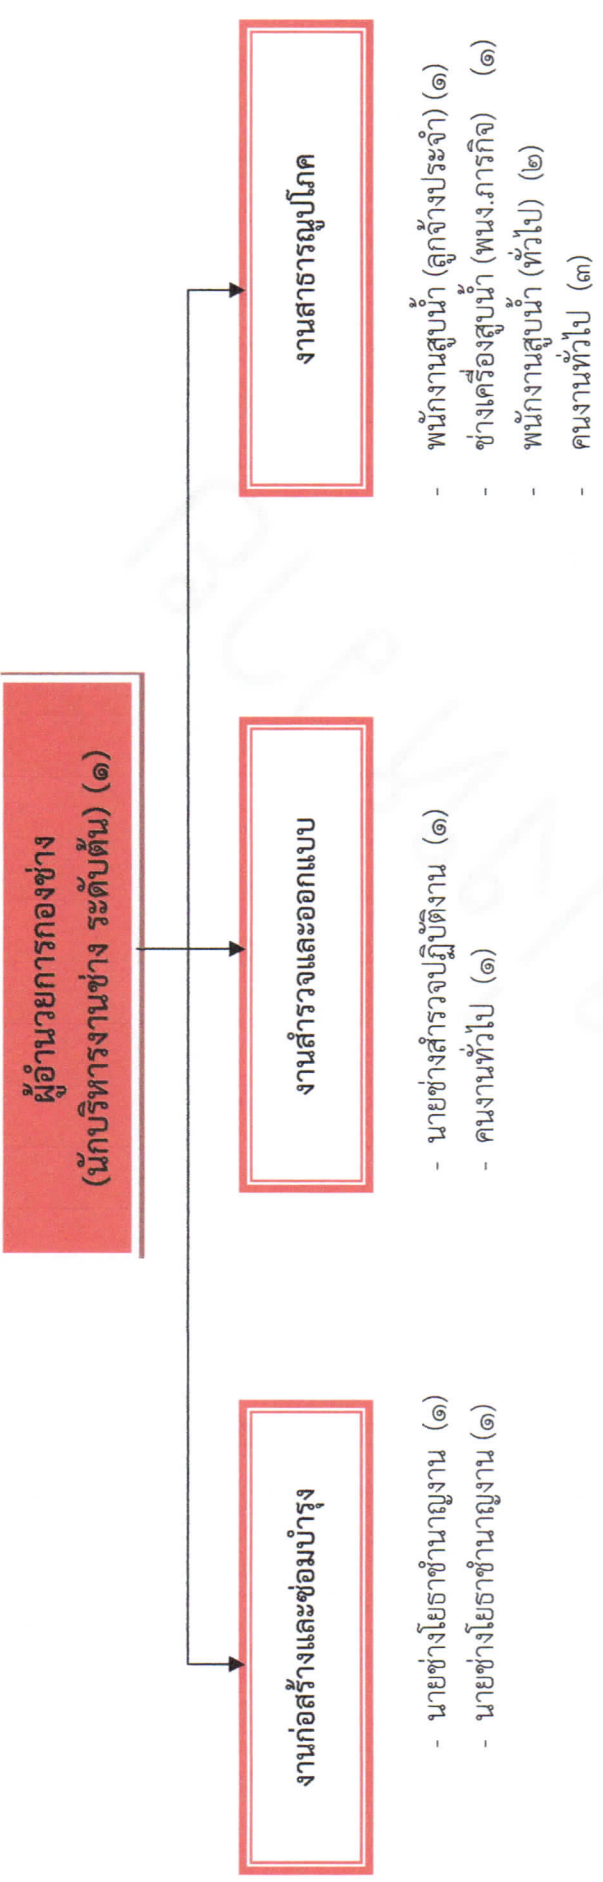 ผู้อำนวยการกองช่าง
(นักบริหารงานช่าง ระดับต้น) (๑)
งานก่อสร้างและซ่อมบำรุง
- นายช่างโยธาชำนาญงาน (๑)
- นายช่างโยธาชำนาญงาน (๑)
งานสำรวจและออกแบบ
- นายช่างสำรวจปฏิบัติงาน (๑)
- คนงานทั่วไป (๑)
งานสาธารณูปโภค
- พนักงานสูบน้ำ (ลูกจ้างประจำ) (๑)
- ช่างเครื่องสูบน้ำ (พนง.ภารกิจ) (๑)
- พนักงานสูบน้ำ (ทั่วไป) (๒)
- คนงานทั่วไป (๓)